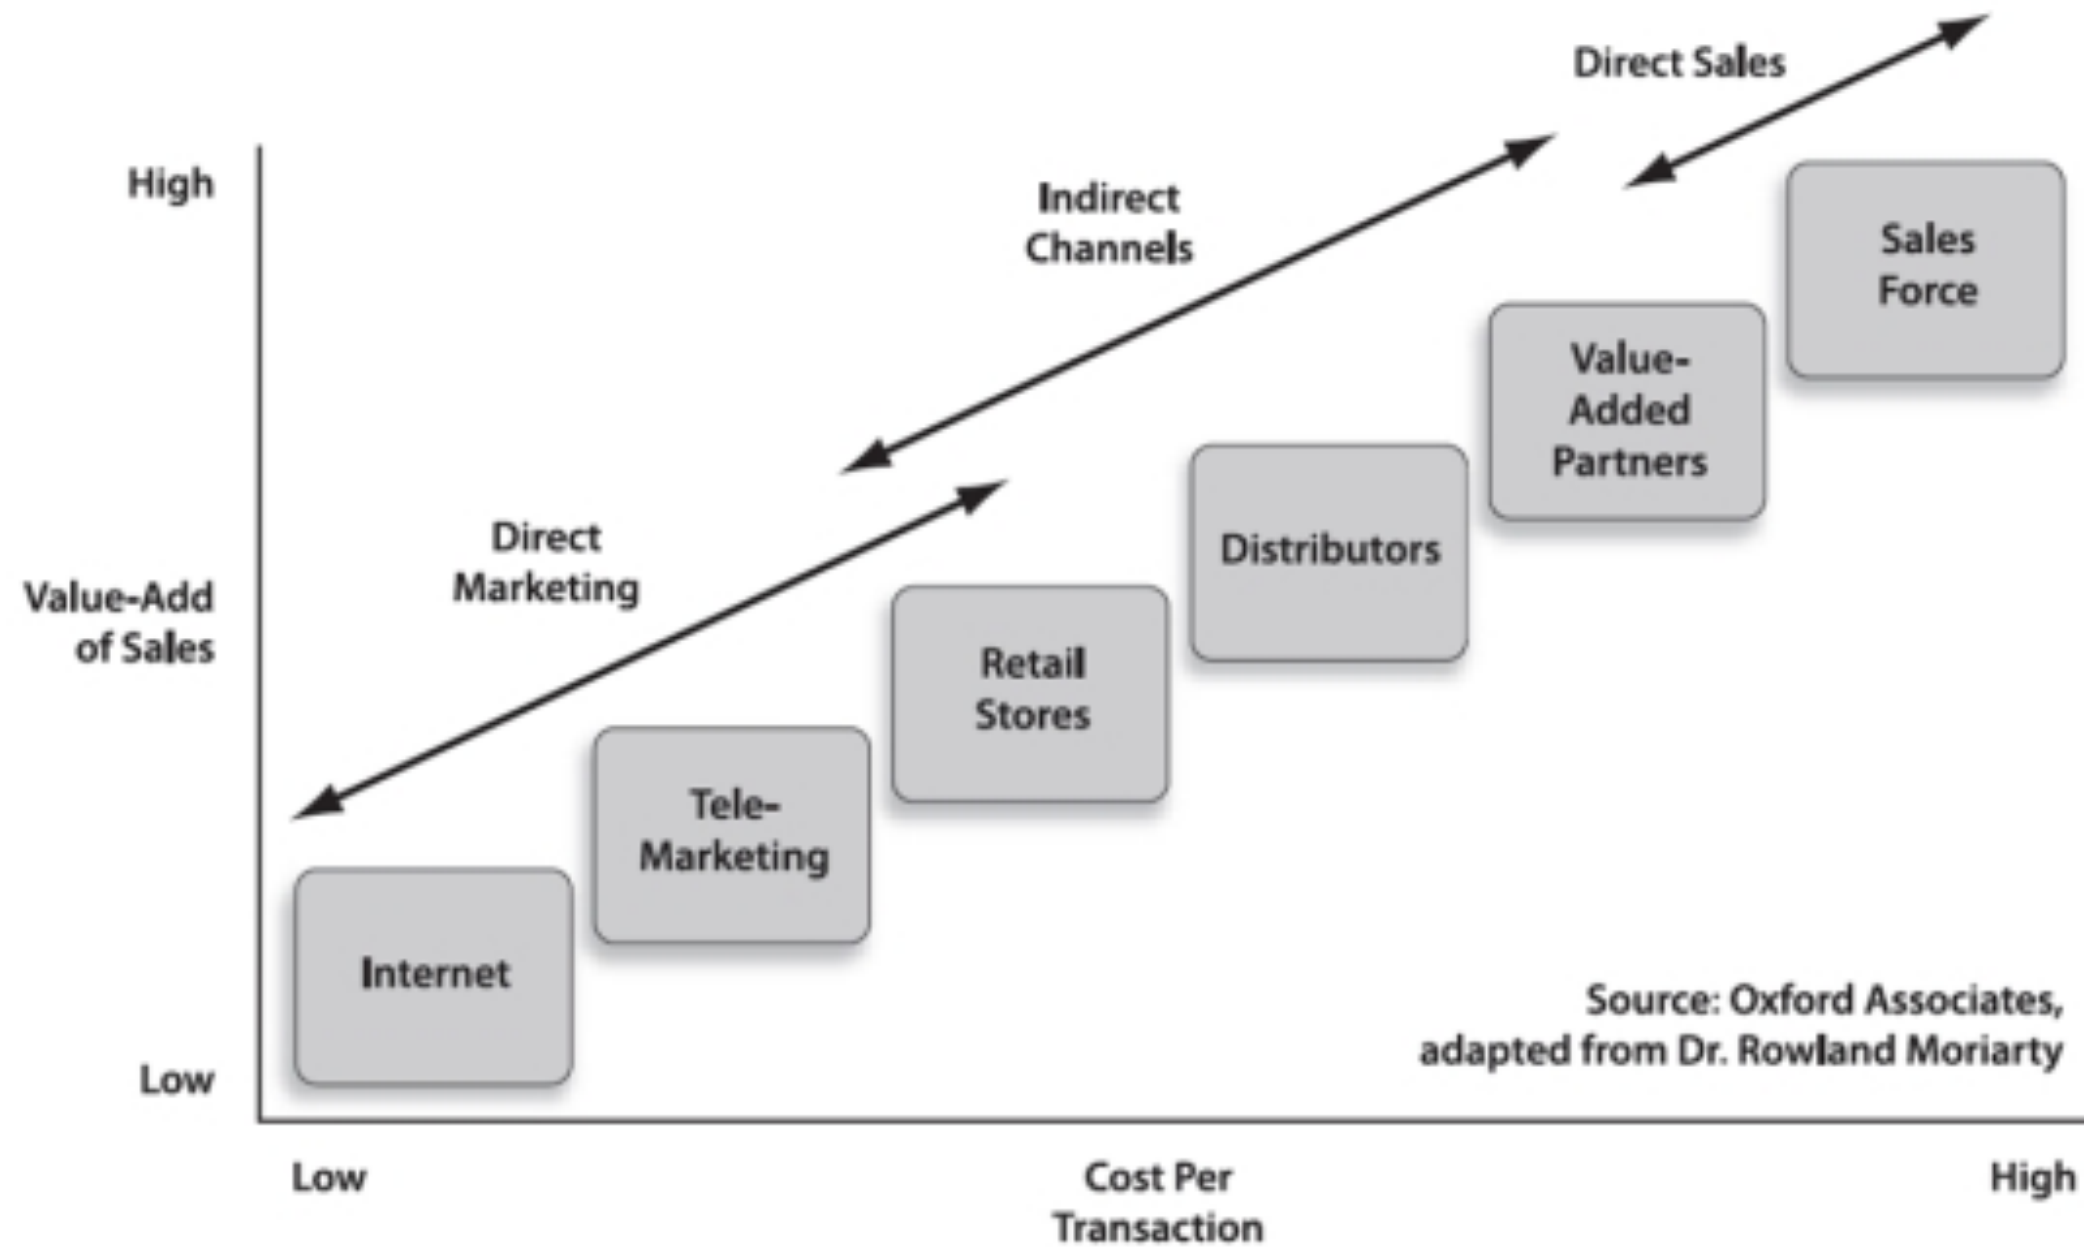 Direct Sales
High
Indirect
Channels
Sales
Force
Value-
Added
Partners
Direct
Marketing
Distributors
Value-Add
of Sales
Retail
Stores
Tele-
Marketing
Internet
Source: Oxford Associates,
adapted from Dr. Rowland Moriarty
Low
Low
Cost Per
Transaction
High